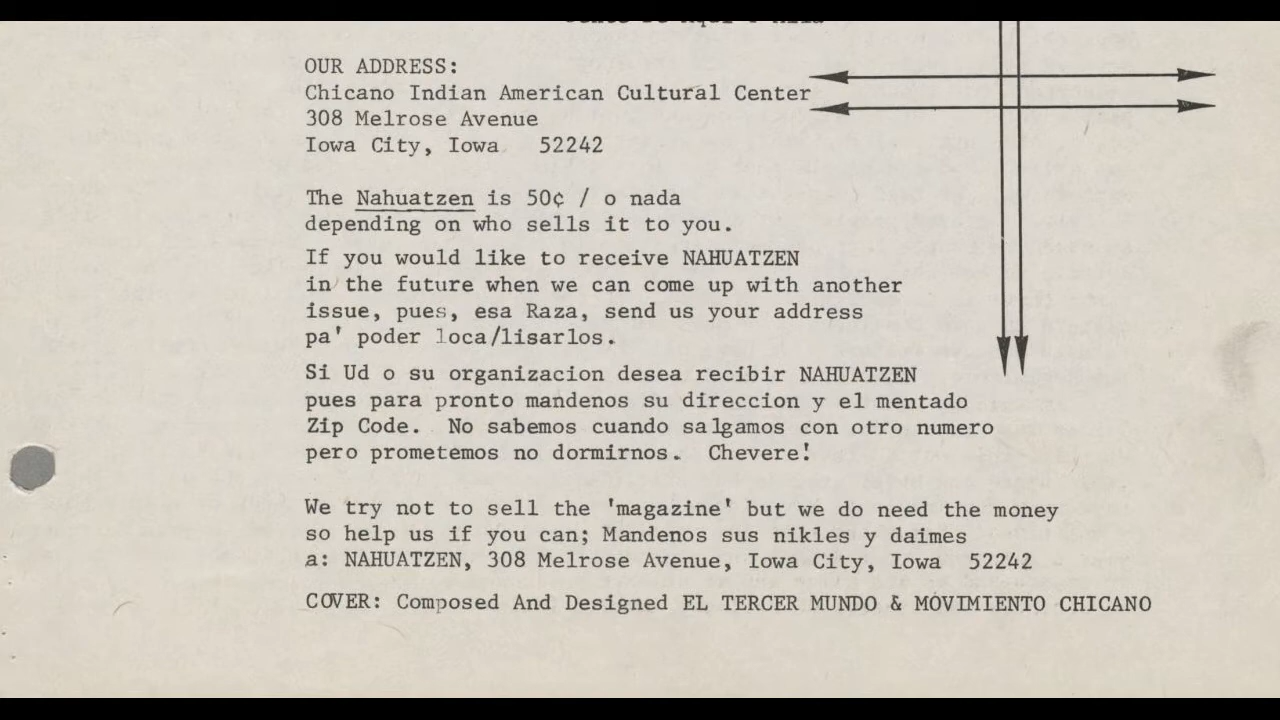 OUR ADDRESS:
Chicano Indian American Cultural Center
308 Melrose Avenue
Iowa City, Iowa 52242
The Nahuatzen is 50¢ / o nada
depending on who sells it to you.
If you would like to receive NAHUATZEN
in the future when we can come up with another
issue, pues, esa Raza, send us your address
pa' poder loca/lisarlos.
Si Ud o su organizacion desea recibir NAHUATZEN
pues para pronto mandenos su direccion y el mentado
Zip Code. No sabemos cuando salgamos con otro numero
pero prometemos no dormirnos. Chevere!
We try not to sell the 'magazine' but we do need the money
so help us if you can; Mandenos sus nikles y daimes
a: NAHUATZEN, 308 Melrose Avenue, Iowa City, Iowa 52242
COVER: Composed And Designed EL TERCER MUNDO & MOVIMIENTO CHICANO